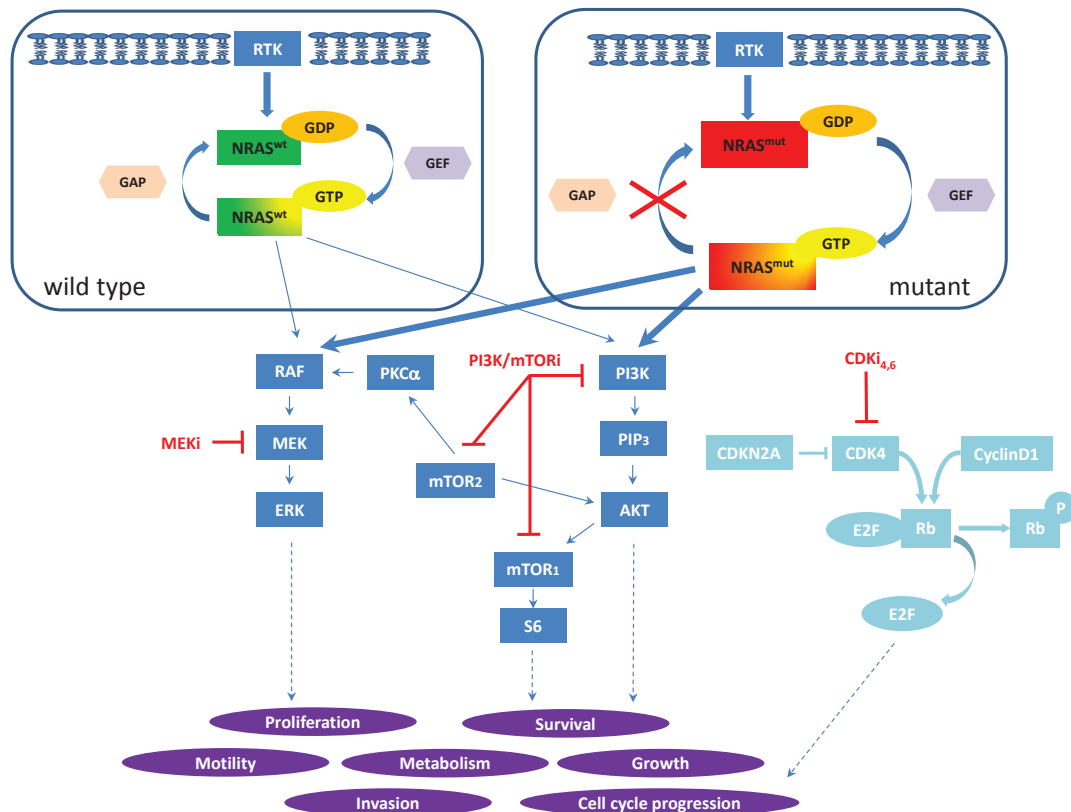 RTK
RTK
GDP
NRASwt
GEF
GAP
GTP
NRASwt
wild type
GDP
NRASmut
GAP
GEF
GTP
NRASmut
mutant
PI3K/mTORi
CDKi4,6
RAF
PKCα
PI3K
MEKi
MEK
PIP3
CDKN2A
CDK4
CyclinD1
mTOR2
ERK
AKT
P
E2F
Rb
Rb
mTOR1
E2F
S6
Proliferation
Survival
Motility
Metabolism
Growth
Invasion
Cell cycle progression